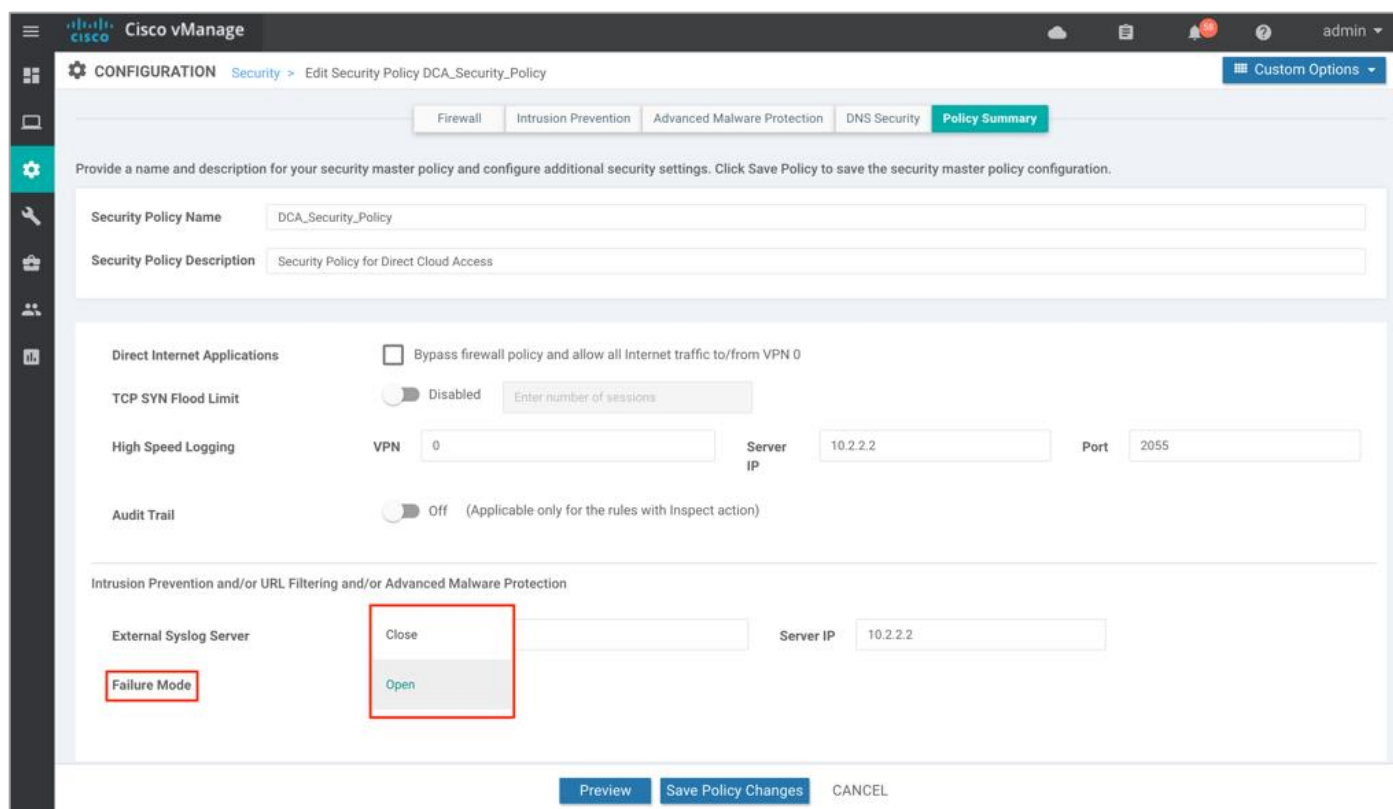 cisco Cisco vManage 58 admin
CONFIGURATION Security > Edit Security Policy DCA_Security_Policy Custom Options
Firewall Intrusion Prevention Advanced Malware Protection DNS Security Policy Summary
Provide a name and description for your security master policy and configure additional security settings. Click Save Policy to save the security master policy configuration.
Security Policy Name DCA_Security_Policy
Security Policy Description Security Policy for Direct Cloud Access
Direct Internet Applications Bypass firewall policy and allow all Internet traffic to/from VPN 0
TCP SYN Flood Limit Disabled Enter number of sessions
High Speed Logging VPN 0 Server IP 10.2.2.2 Port 2055
Audit Trail Off (Applicable only for the rules with Inspect action)
Intrusion Prevention and/or URL Filtering and/or Advanced Malware Protection
External Syslog Server Close Server IP 10.2.2.2
Failure Mode Open
Preview Save Policy Changes CANCEL